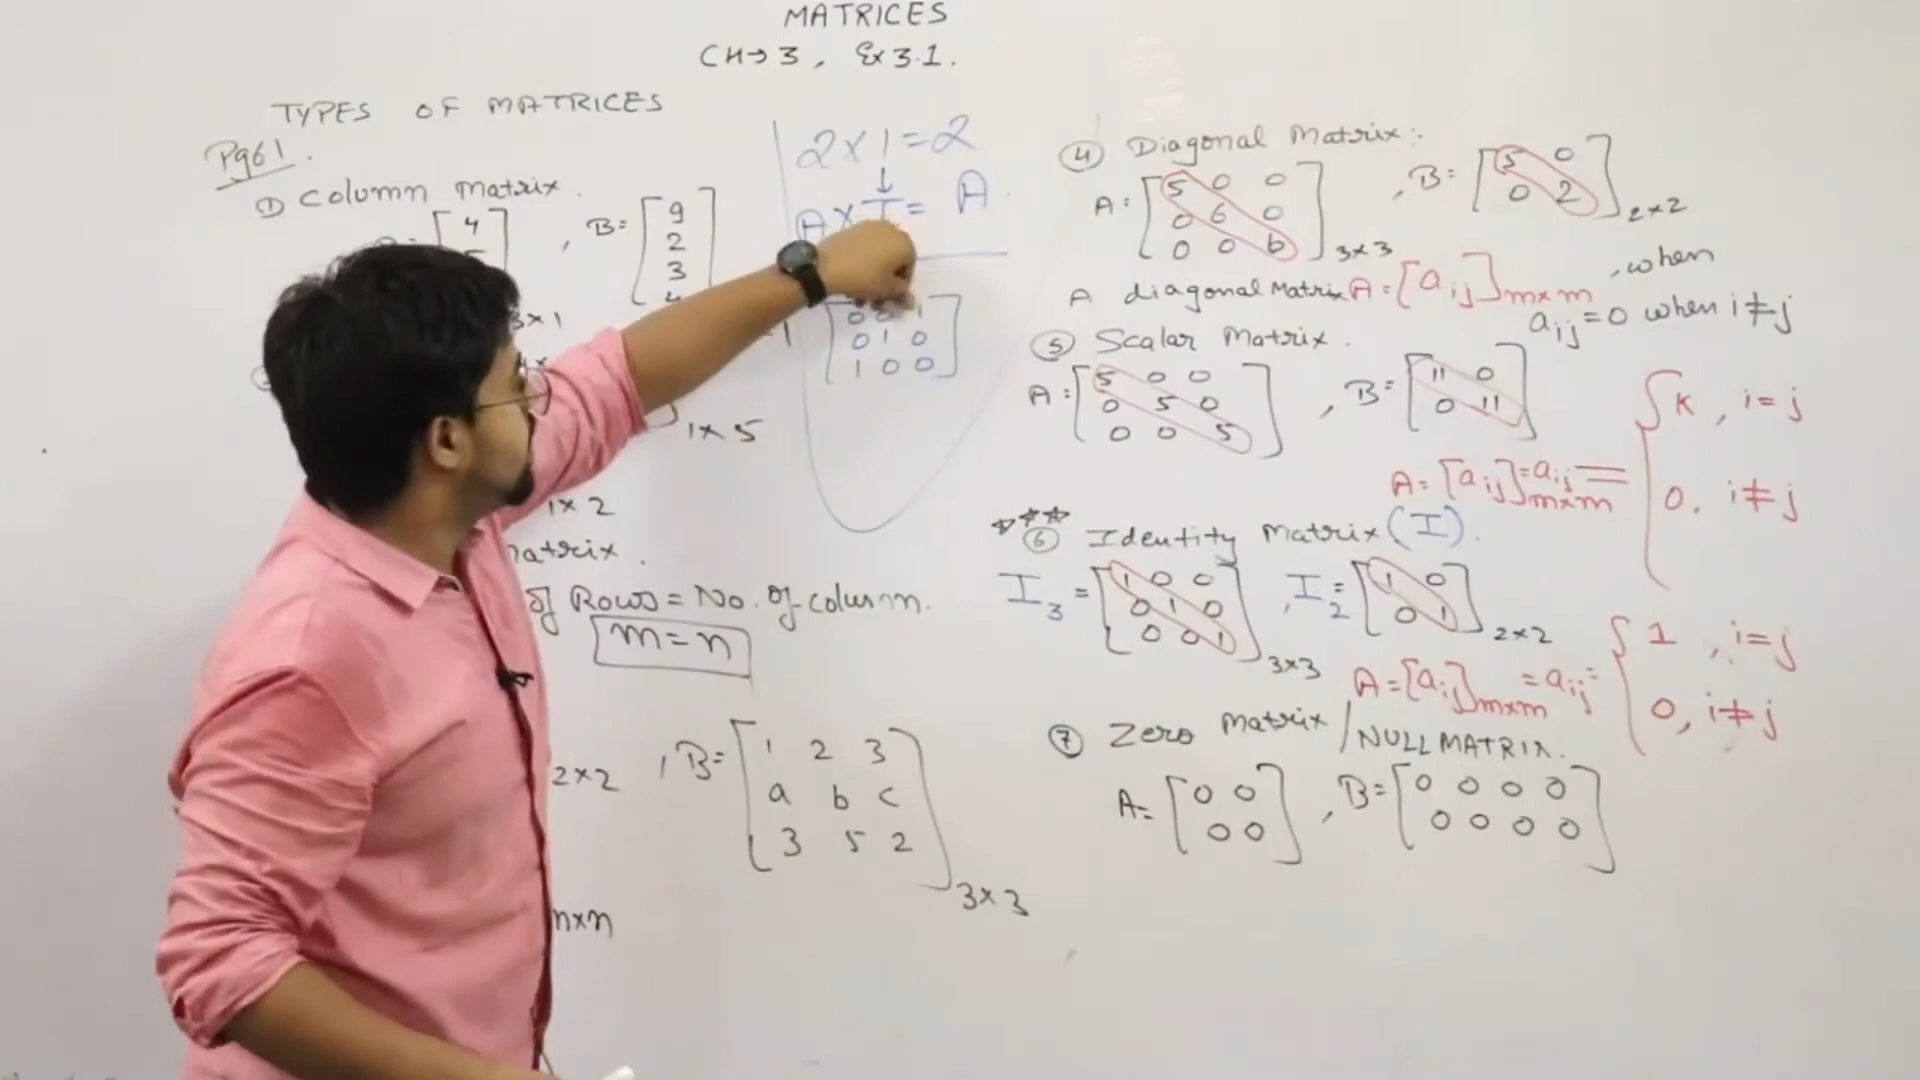 MATRICES
CH→3, Ex 3.1.
TYPES OF MATRICES
Pg61.
① Column Matrix.
4
, B= [9
2
3
3×1
1×5
1×2
matrix.
of Rows = No. of column.
m=n
2×2
, B= [1 2 3
a b c
3 5 2] 3×3
n×n
2×1=2
↓
A×I= A.
0 0 1
0 1 0
1 0 0
④ Diagonal Matrix:
A= [5 0 0
0 6 0
0 0 b] 3×3
, B= [5 0
0 2] 2×2
A diagonal Matrix A=[aij]m×m , when
aij=0 when i≠j
⑤ Scalar Matrix.
A= [5 0 0
0 5 0
0 0 5]
, B= [11 0
0 11]
A=[aij]m×m = aij = { K, i=j
0. i≠j
☆☆☆
⑥ Identity Matrix (I).
I3 = [1 0 0
0 1 0
0 0 1] 3×3
, I2= [1 0
0 1] 2×2
A=[aij]m×m = aij= { 1, i=j
0, i≠j
⑦ Zero Matrix / NULL MATRIX.
A= [0 0
0 0]
, B= [0 0 0 0
0 0 0 0]